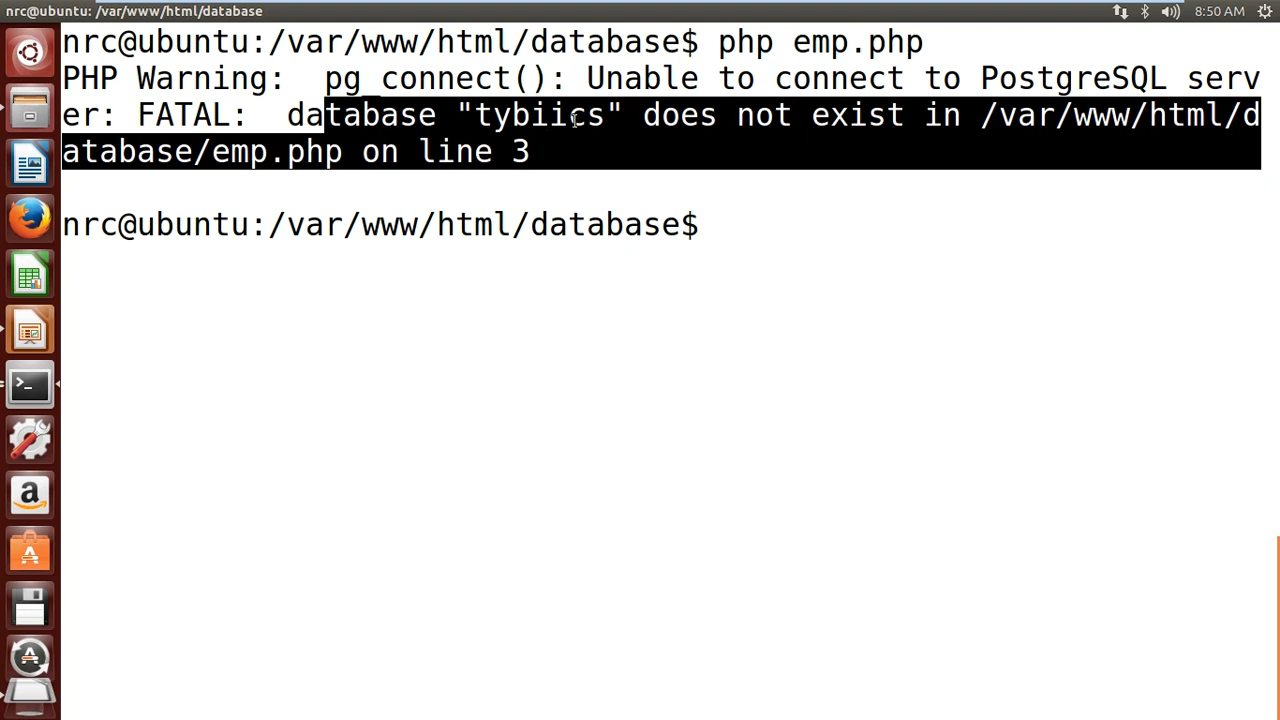 nrc@ubuntu: /var/www/html/database
8:50 AM
nrc@ubuntu:/var/www/html/database$ php emp.php
PHP Warning:  pg_connect(): Unable to connect to PostgreSQL serv
er: FATAL:  database "tybiics" does not exist in /var/www/html/d
atabase/emp.php on line 3
nrc@ubuntu:/var/www/html/database$